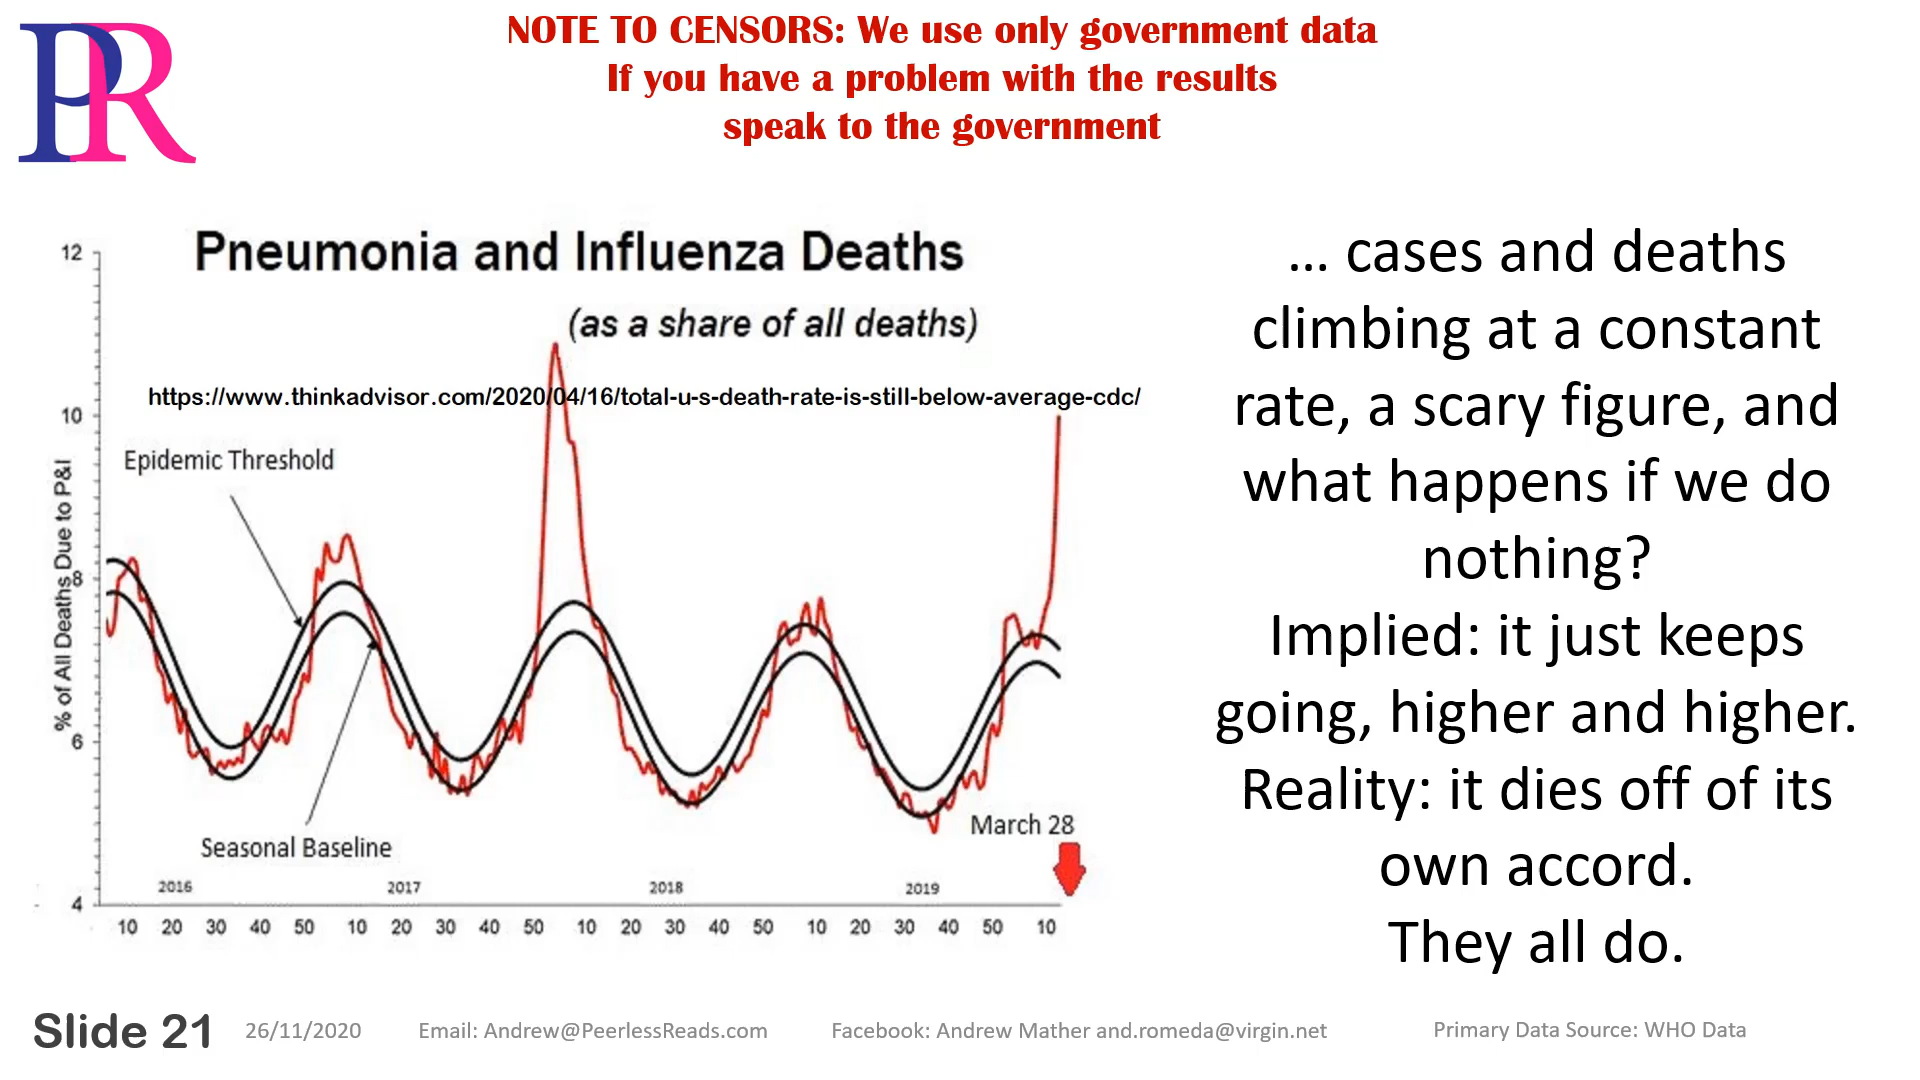 PR
NOTE TO CENSORS: We use only government data
If you have a problem with the results
speak to the government
Pneumonia and Influenza Deaths
(as a share of all deaths)
https://www.thinkadvisor.com/2020/04/16/total-u-s-death-rate-is-still-below-average-cdc/
12
10
8
6
4
% of All Deaths Due to P&I
Epidemic Threshold
Seasonal Baseline
March 28
2016 2017 2018 2019
10 20 30 40 50 10 20 30 40 50 10 20 30 40 50 10 20 30 40 50 10
... cases and deaths
climbing at a constant
rate, a scary figure, and
what happens if we do
nothing?
Implied: it just keeps
going, higher and higher.
Reality: it dies off of its
own accord.
They all do.
Slide 21 26/11/2020 Email: Andrew@PeerlessReads.com Facebook: Andrew Mather and.romeda@virgin.net Primary Data Source: WHO Data